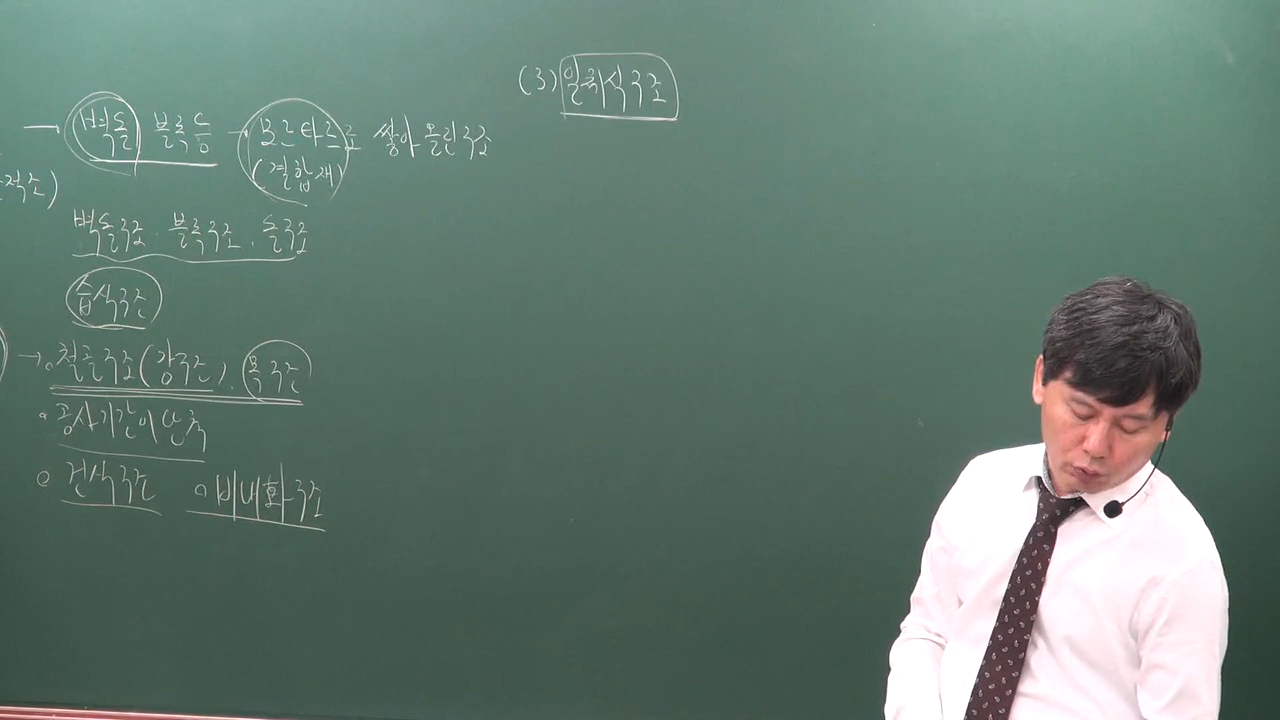 벽돌 블록 등 → 모르타르로 쌓아 올린 구조
(결합재)
적조)
벽돌구조. 블록구조. 돌구조
습식구조
→ 철골구조(강구조). 목구조
공사기간이 단축
건식구조 비내화구조
(3) 일체식구조